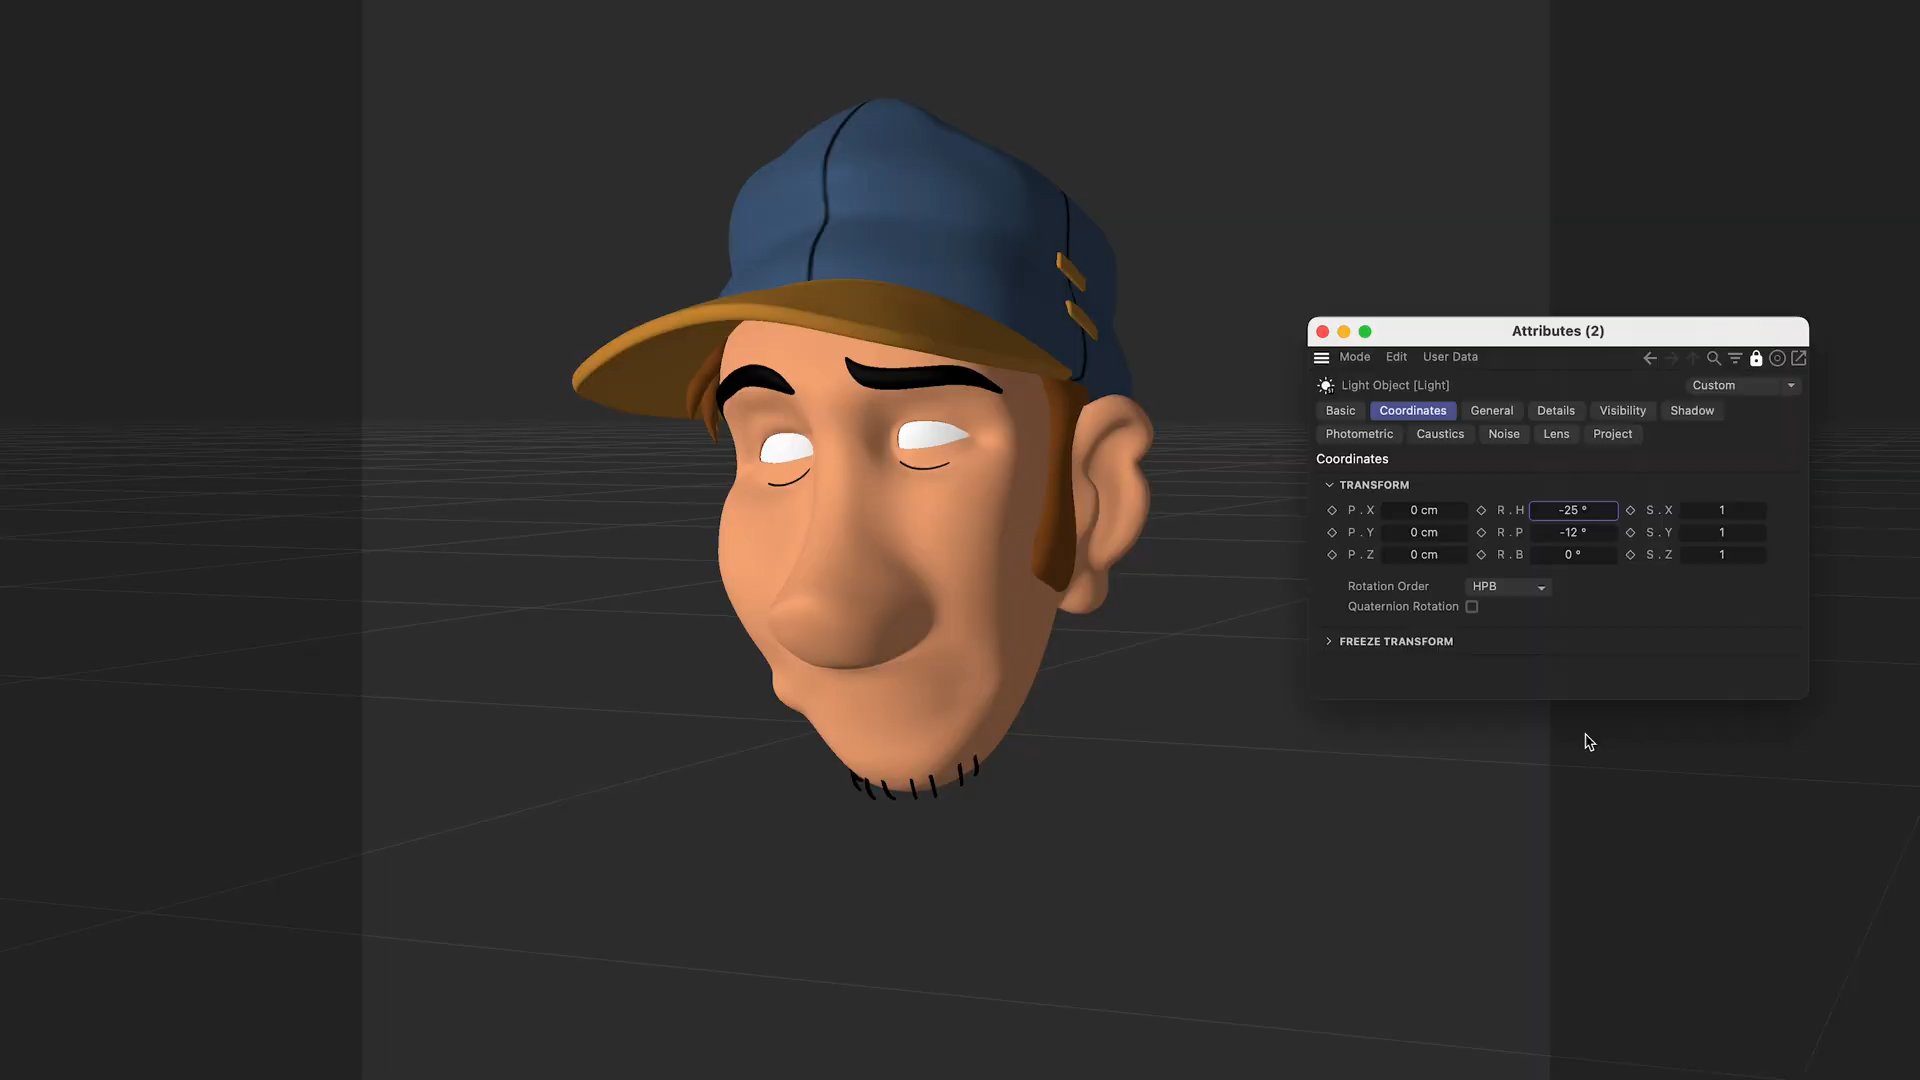 Attributes (2)
Mode Edit User Data
Light Object [Light] Custom
Basic Coordinates General Details Visibility Shadow
Photometric Caustics Noise Lens Project
Coordinates
TRANSFORM
P . X 0 cm R . H -25 ° S . X 1
P . Y 0 cm R . P -12 ° S . Y 1
P . Z 0 cm R . B 0 ° S . Z 1
Rotation Order HPB
Quaternion Rotation
FREEZE TRANSFORM